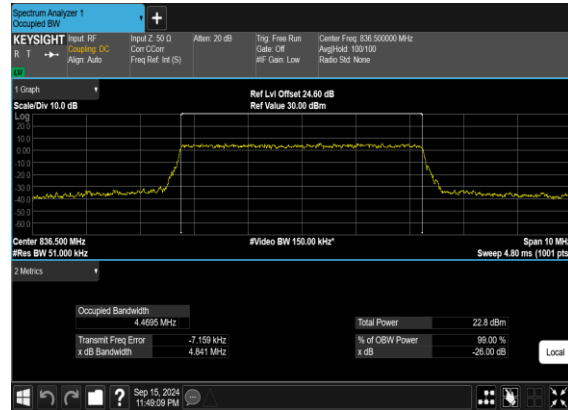 Spectrum Analyzer 1
Occupied BW
+
KEYSIGHT
R T
LU
Input: RF
Coupling: DC
Align: Auto
Input Z: 50 Ω
Corr CCorr
Freq Ref: Int (S)
Atten: 20 dB
Trig: Free Run
Gate: Off
#IF Gain: Low
Center Freq: 836.500000 MHz
Avg|Hold: 100/100
Radio Std: None
1 Graph
Scale/Div 10.0 dB
Ref Lvl Offset 24.60 dB
Ref Value 30.00 dBm
Log
20.0
10.0
0.00
-10.0
-20.0
-30.0
-40.0
-50.0
-60.0
Center 836.500 MHz
#Res BW 51.000 kHz
#Video BW 150.00 kHz*
Span 10 MHz
Sweep 4.80 ms (1001 pts
2 Metrics
Occupied Bandwidth
4.4695 MHz
Total Power 22.8 dBm
Transmit Freq Error -7.159 kHz
% of OBW Power 99.00 %
x dB Bandwidth 4.841 MHz
x dB -26.00 dB
Local
?
Sep 15, 2024
11:49:09 PM